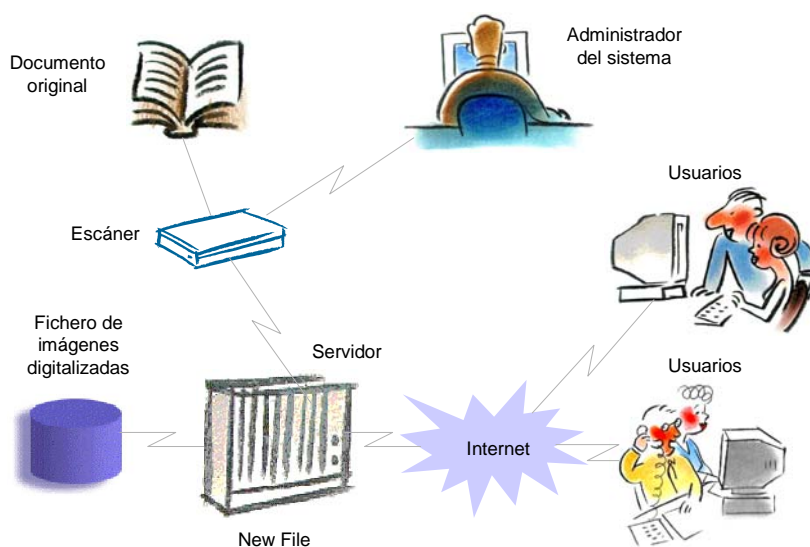 Documento
original
Administrador
del sistema
Usuarios
Escáner
Fichero de
imágenes
digitalizadas
Servidor
Usuarios
Internet
New File